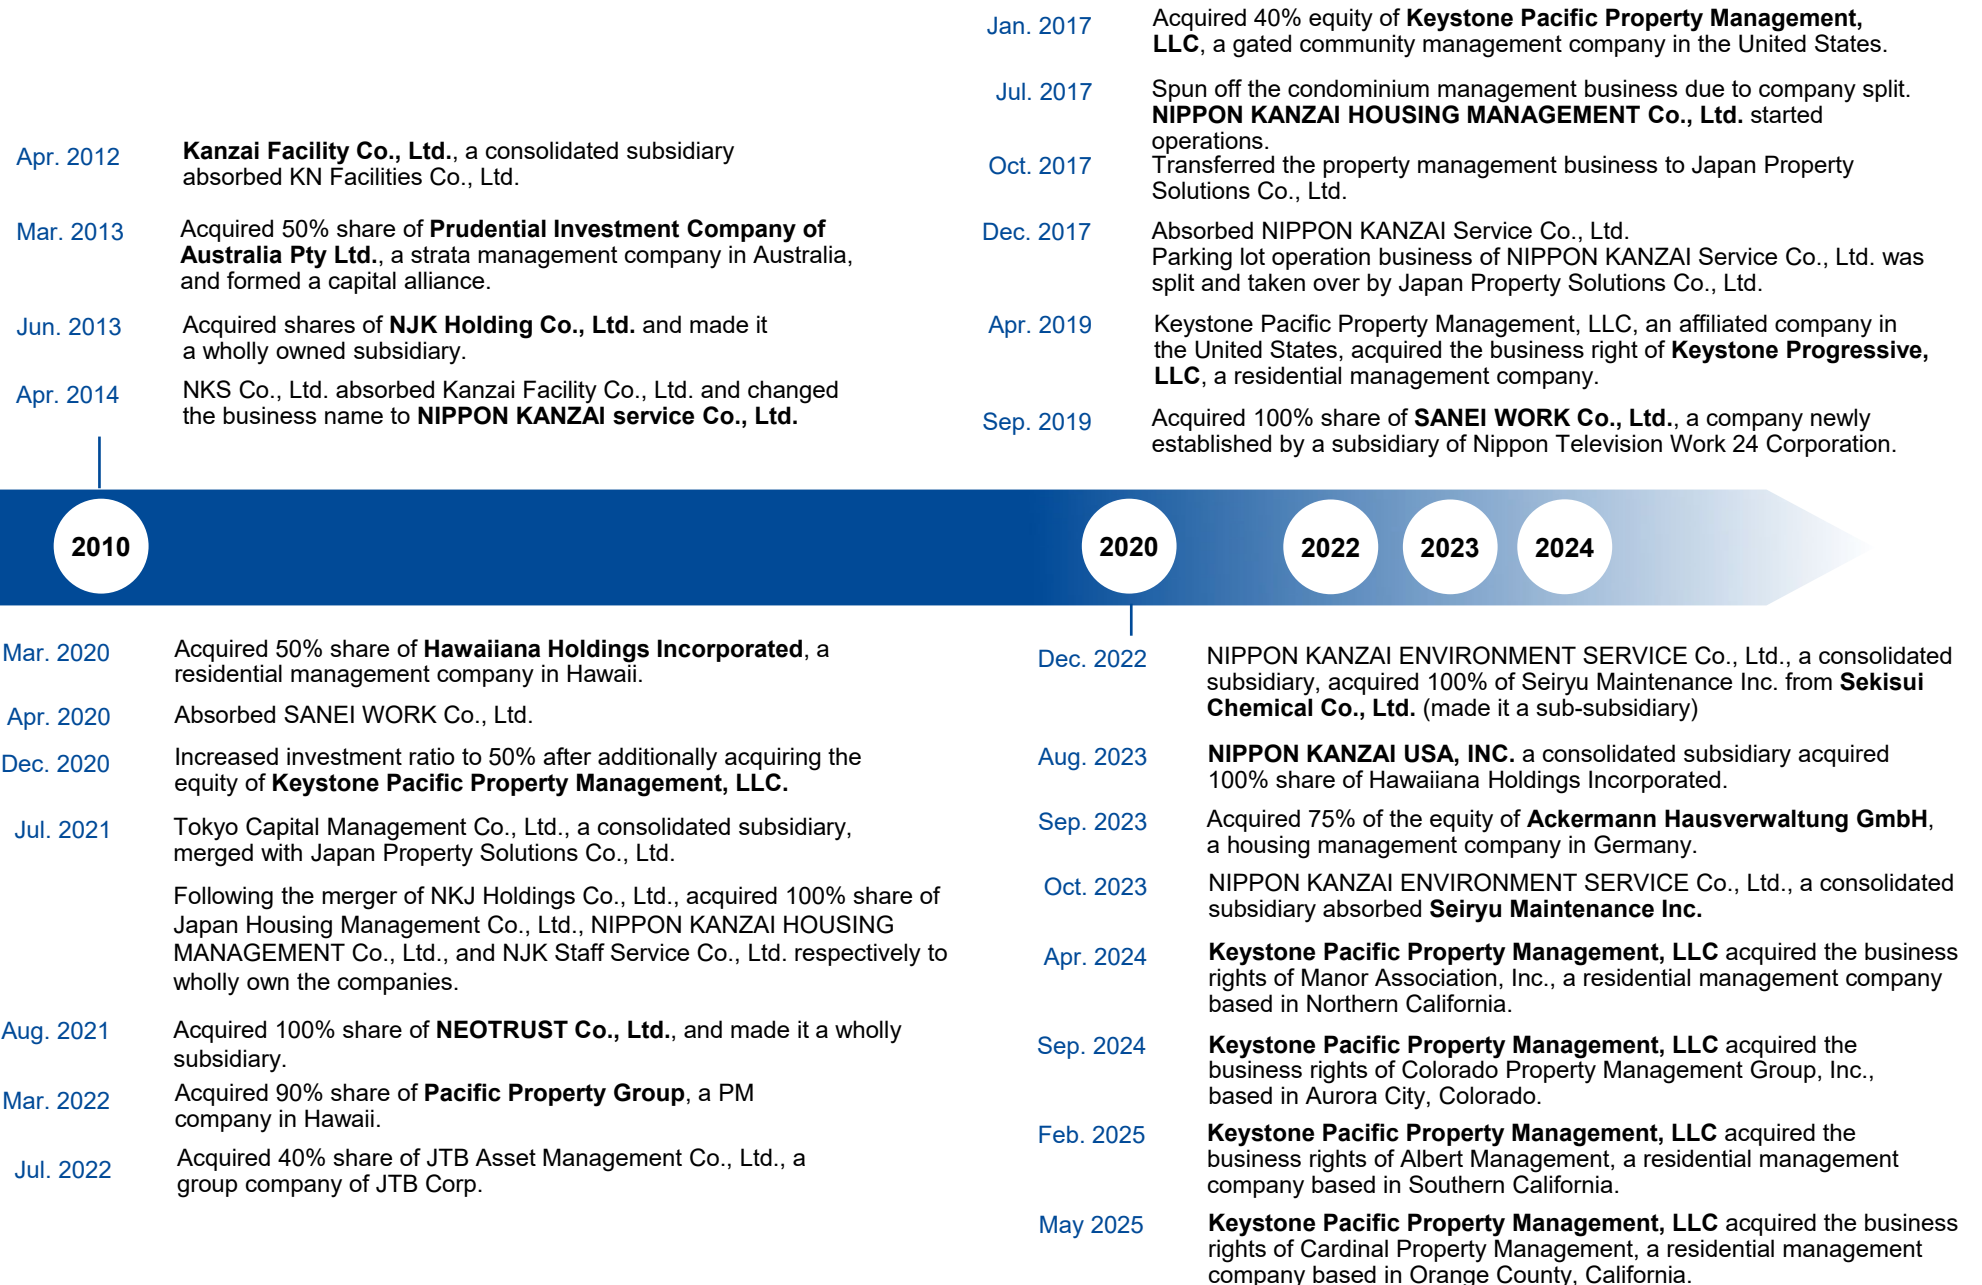 Apr. 2012
Kanzai Facility Co., Ltd., a consolidated subsidiary
absorbed KN Facilities Co., Ltd.
Mar. 2013
Acquired 50% share of Prudential Investment Company of
Australia Pty Ltd., a strata management company in Australia,
and formed a capital alliance.
Jun. 2013
Acquired shares of NJK Holding Co., Ltd. and made it
a wholly owned subsidiary.
Apr. 2014
NKS Co., Ltd. absorbed Kanzai Facility Co., Ltd. and changed
the business name to NIPPON KANZAI service Co., Ltd.
Jan. 2017
Acquired 40% equity of Keystone Pacific Property Management,
LLC, a gated community management company in the United States.
Jul. 2017
Spun off the condominium management business due to company split.
NIPPON KANZAI HOUSING MANAGEMENT Co., Ltd. started
operations.
Oct. 2017
Transferred the property management business to Japan Property
Solutions Co., Ltd.
Dec. 2017
Absorbed NIPPON KANZAI Service Co., Ltd.
Parking lot operation business of NIPPON KANZAI Service Co., Ltd. was
split and taken over by Japan Property Solutions Co., Ltd.
Apr. 2019
Keystone Pacific Property Management, LLC, an affiliated company in
the United States, acquired the business right of Keystone Progressive,
LLC, a residential management company.
Sep. 2019
Acquired 100% share of SANEI WORK Co., Ltd., a company newly
established by a subsidiary of Nippon Television Work 24 Corporation.
2010
2020
2022
2023
2024
Mar. 2020
Acquired 50% share of Hawaiiana Holdings Incorporated, a
residential management company in Hawaii.
Apr. 2020
Absorbed SANEI WORK Co., Ltd.
Dec. 2020
Increased investment ratio to 50% after additionally acquiring the
equity of Keystone Pacific Property Management, LLC.
Jul. 2021
Tokyo Capital Management Co., Ltd., a consolidated subsidiary,
merged with Japan Property Solutions Co., Ltd.
Following the merger of NKJ Holdings Co., Ltd., acquired 100% share of
Japan Housing Management Co., Ltd., NIPPON KANZAI HOUSING
MANAGEMENT Co., Ltd., and NJK Staff Service Co., Ltd. respectively to
wholly own the companies.
Aug. 2021
Acquired 100% share of NEOTRUST Co., Ltd., and made it a wholly
subsidiary.
Mar. 2022
Acquired 90% share of Pacific Property Group, a PM
company in Hawaii.
Jul. 2022
Acquired 40% share of JTB Asset Management Co., Ltd., a
group company of JTB Corp.
Dec. 2022
NIPPON KANZAI ENVIRONMENT SERVICE Co., Ltd., a consolidated
subsidiary, acquired 100% of Seiryu Maintenance Inc. from Sekisui
Chemical Co., Ltd. (made it a sub-subsidiary)
Aug. 2023
NIPPON KANZAI USA, INC. a consolidated subsidiary acquired
100% share of Hawaiiana Holdings Incorporated.
Sep. 2023
Acquired 75% of the equity of Ackermann Hausverwaltung GmbH,
a housing management company in Germany.
Oct. 2023
NIPPON KANZAI ENVIRONMENT SERVICE Co., Ltd., a consolidated
subsidiary absorbed Seiryu Maintenance Inc.
Apr. 2024
Keystone Pacific Property Management, LLC acquired the business
rights of Manor Association, Inc., a residential management company
based in Northern California.
Sep. 2024
Keystone Pacific Property Management, LLC acquired the
business rights of Colorado Property Management Group, Inc.,
based in Aurora City, Colorado.
Feb. 2025
Keystone Pacific Property Management, LLC acquired the
business rights of Albert Management, a residential management
company based in Southern California.
May 2025
Keystone Pacific Property Management, LLC acquired the business
rights of Cardinal Property Management, a residential management
company based in Orange County, California.